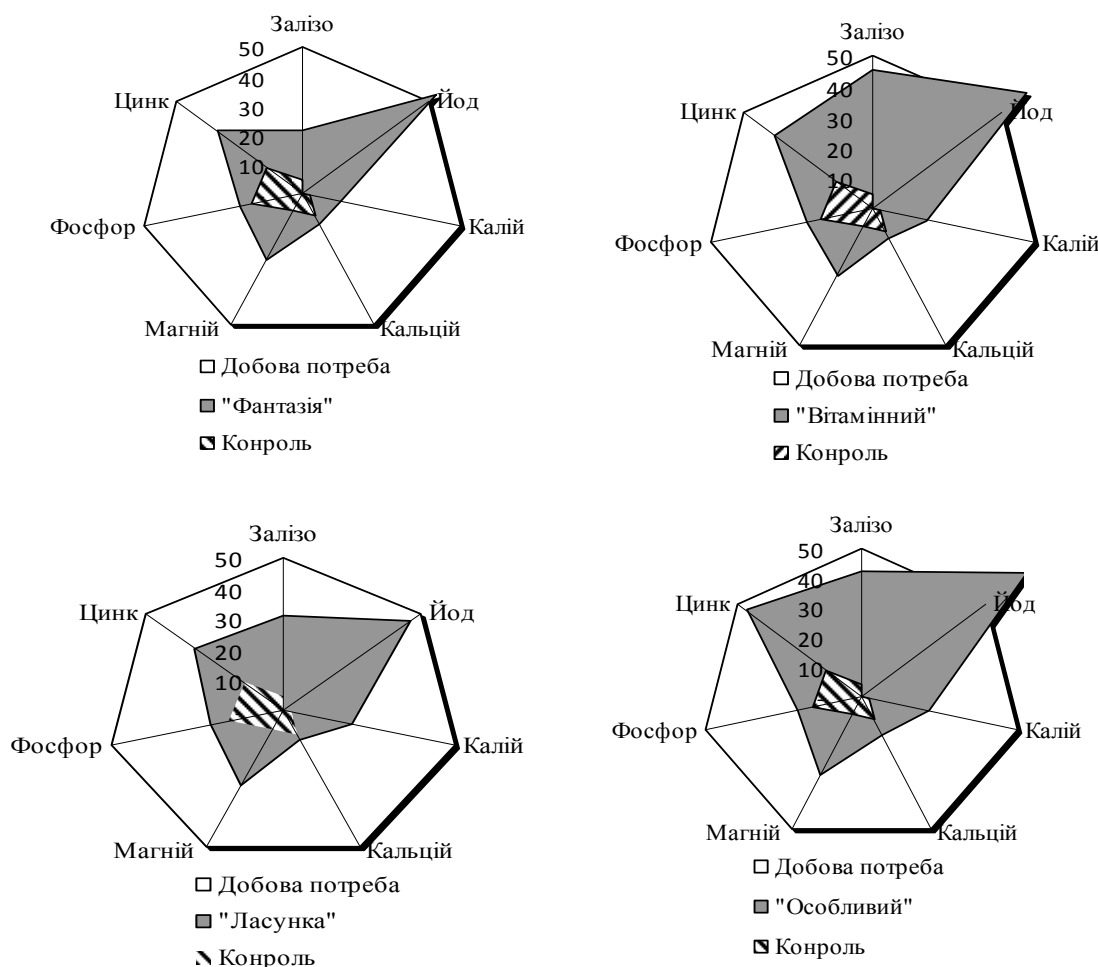 Залізо
50
40
30
20
10
Йод
Калій
Кальцій
Магній
Фосфор
Цинк
Добова потреба
"Фантазія"
Конроль
Залізо
50
40
30
20
10
Йод
Калій
Кальцій
Магній
Фосфор
Цинк
Добова потреба
"Вітамінний"
Конроль
Залізо
50
40
30
20
10
Йод
Калій
Кальцій
Магній
Фосфор
Цинк
Добова потреба
"Ласунка"
Конроль
Залізо
50
40
30
20
10
Йод
Калій
Кальцій
Магній
Фосфор
Цинк
Добова потреба
"Особливий"
Конроль